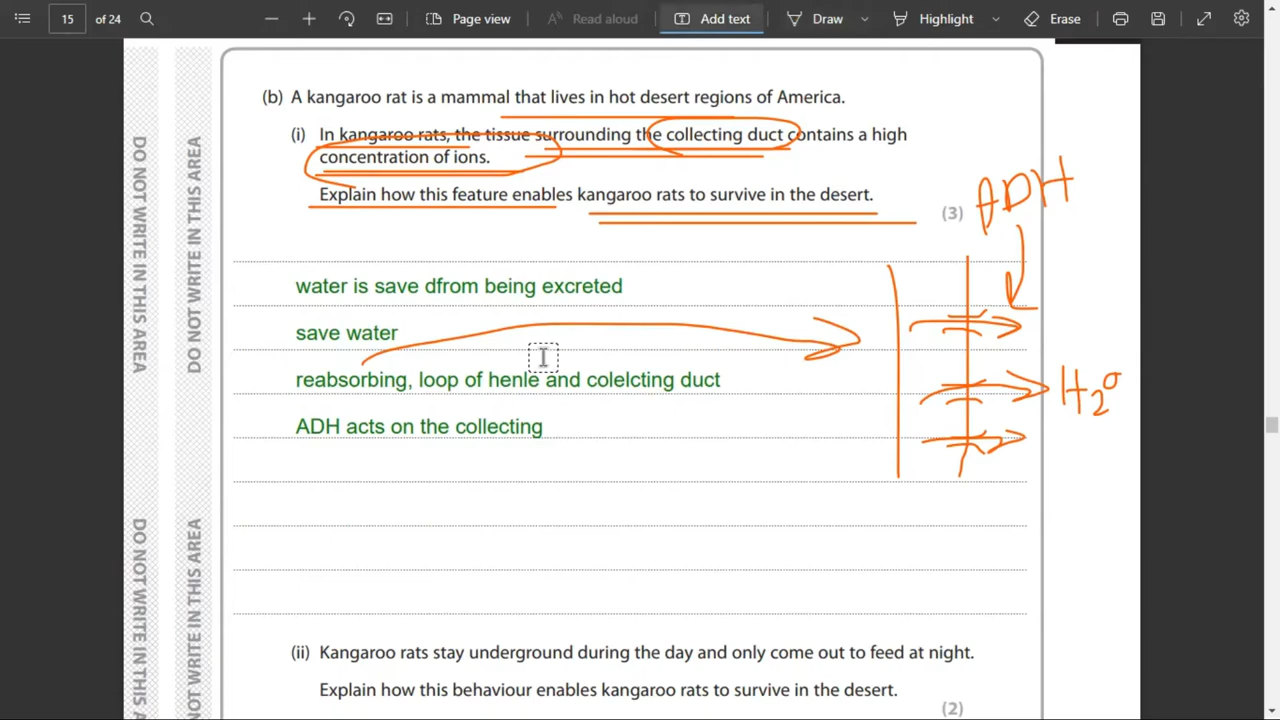 15 of 24 Page view Read aloud Add text Draw Highlight Erase
(b) A kangaroo rat is a mammal that lives in hot desert regions of America.
(i) In kangaroo rats, the tissue surrounding the collecting duct contains a high
concentration of ions.
Explain how this feature enables kangaroo rats to survive in the desert.
(3)
ADH
water is save dfrom being excreted
save water
reabsorbing, loop of henle and colelcting duct
H2O
ADH acts on the collecting
(ii) Kangaroo rats stay underground during the day and only come out to feed at night.
Explain how this behaviour enables kangaroo rats to survive in the desert.
(2)
DO NOT WRITE IN THIS AREA
DO NOT WRITE IN THIS AREA
DO NOT WRITE IN THIS A
NOT WRITE IN THIS AREA